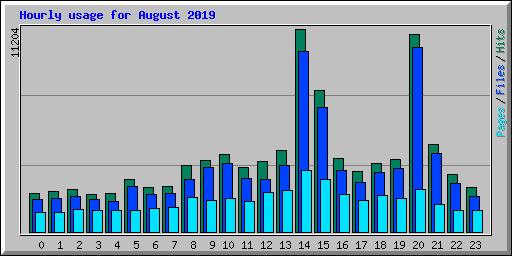 Hourly usage for August 2019
11204
Pages/Files/Hits
0 1 2 3 4 5 6 7 8 9 10 11 12 13 14 15 16 17 18 19 20 21 22 23